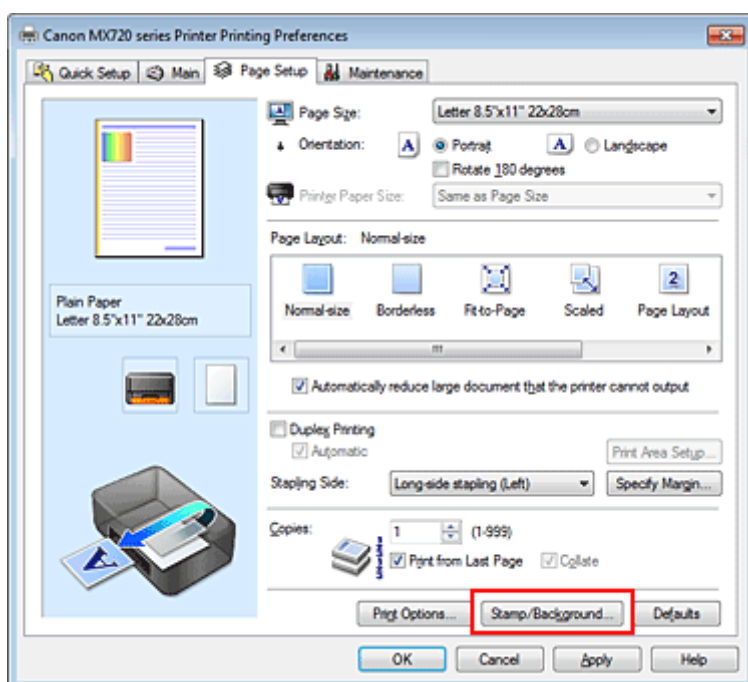 Canon MX720 series Printer Printing Preferences
Quick Setup Main Page Setup Maintenance
Page Size: Letter 8.5"x11" 22x28cm
Orientation: A Portrait A Landscape
Rotate 180 degrees
Printer Paper Size: Same as Page Size
Page Layout: Normal-size
2
Normal-size Borderless Fit-to-Page Scaled Page Layout
Plain Paper
Letter 8.5"x11" 22x28cm
Automatically reduce large document that the printer cannot output
Duplex Printing
Automatic
Print Area Setup...
Stapling Side: Long-side stapling (Left) Specify Margin...
Copies: 1 (1-999)
Print from Last Page Collate
A
Print Options... Stamp/Background... Defaults
OK Cancel Apply Help